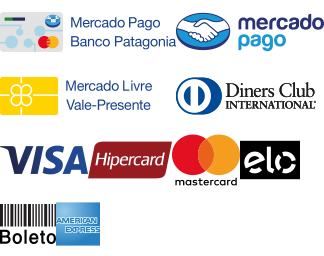 Mercado Pago
Banco Patagonia
mercado
pago
Mercado Livre
Vale-Presente
Diners Club
INTERNATIONAL®
VISA
Hipercard
mastercard
elo
Boleto
AMERICAN
EXPRESS